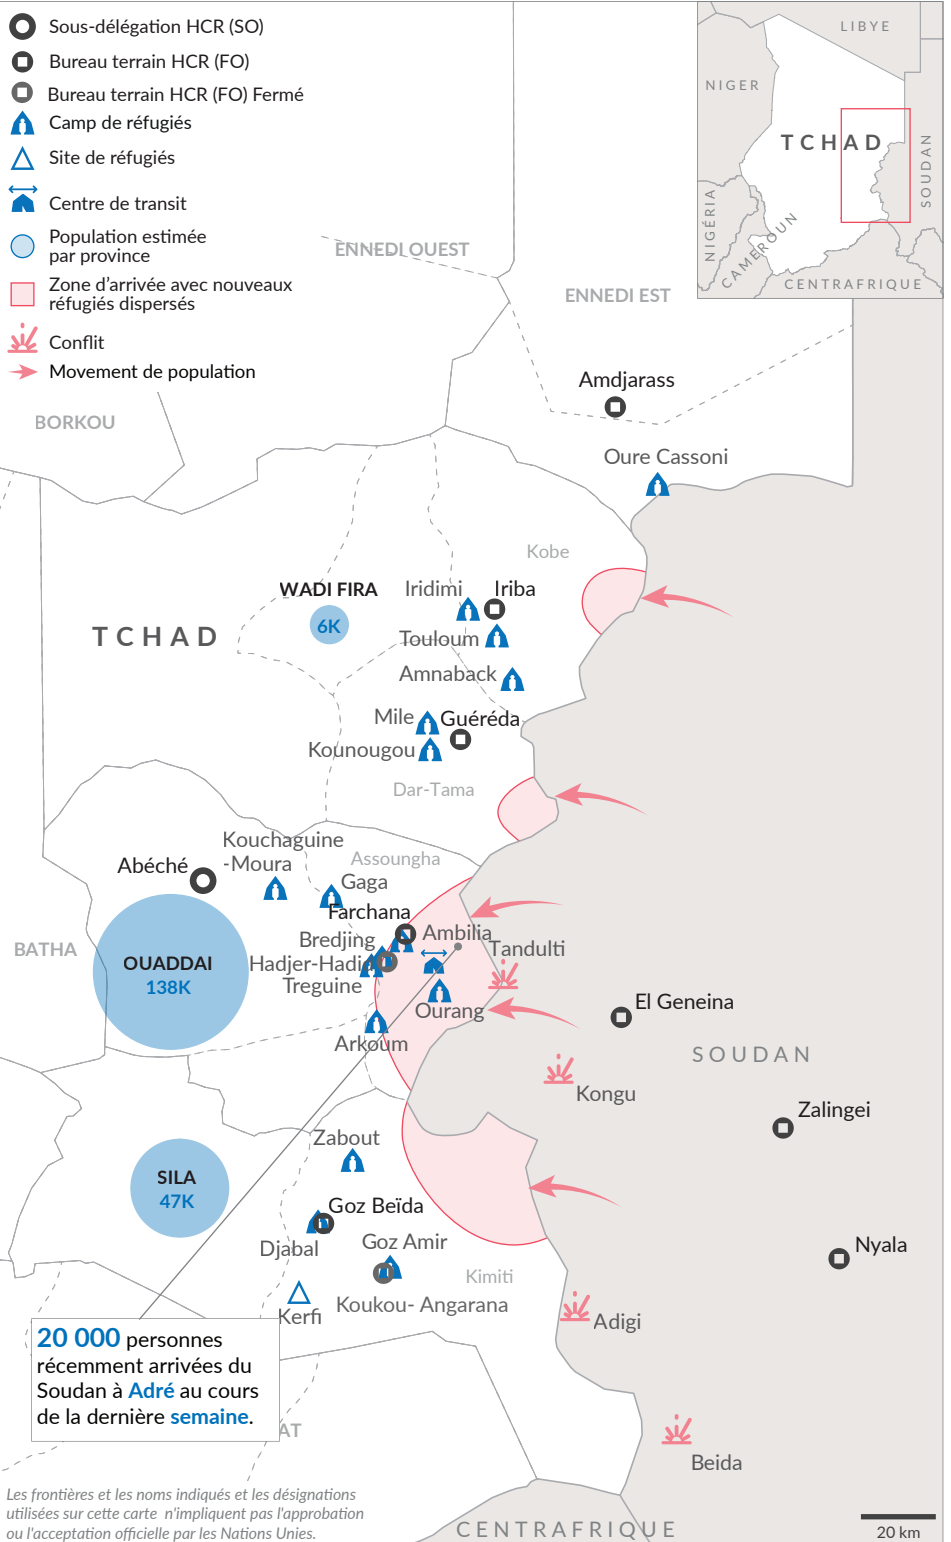 Sous-délégation HCR (SO)
Bureau terrain HCR (FO)
Bureau terrain HCR (FO) Fermé
Camp de réfugiés
Site de réfugiés
Centre de transit
Population estimée
par province
Zone d'arrivée avec nouveaux
réfugiés dispersés
Conflit
Movement de population
LIBYE
NIGER
TCHAD
SOUDAN
NIGÉRIA
CAMEROUN
CENTRAFRIQUE
ENNEDI OUEST
ENNEDI EST
BORKOU
Amdjarass
Oure Cassoni
Kobe
WADI FIRA
6K
Iridimi
Iriba
TCHAD
Touloum
Amnaback
Mile
Guéréda
Kounougou
Dar-Tama
Kouchaguine
-Moura
Assoungha
Abéché
Gaga
Farchana
Bredjing
Ambilia
Tandulti
BATHA
OUADDAI
138K
Hadjer-Hadid
Treguine
Ourang
El Geneina
Arkoum
SOUDAN
Kongu
Zalingei
Zabout
SILA
47K
Goz Beïda
Djabal
Goz Amir
Nyala
Kimiti
Kerfi
Koukou- Angarana
Adigi
20 000 personnes
récemment arrivées du
Soudan à Adré au cours
de la dernière semaine.
AT
Beida
Les frontières et les noms indiqués et les désignations
utilisées sur cette carte n'impliquent pas l'approbation
ou l'acceptation officielle par les Nations Unies.
CENTRAFRIQUE
20 km